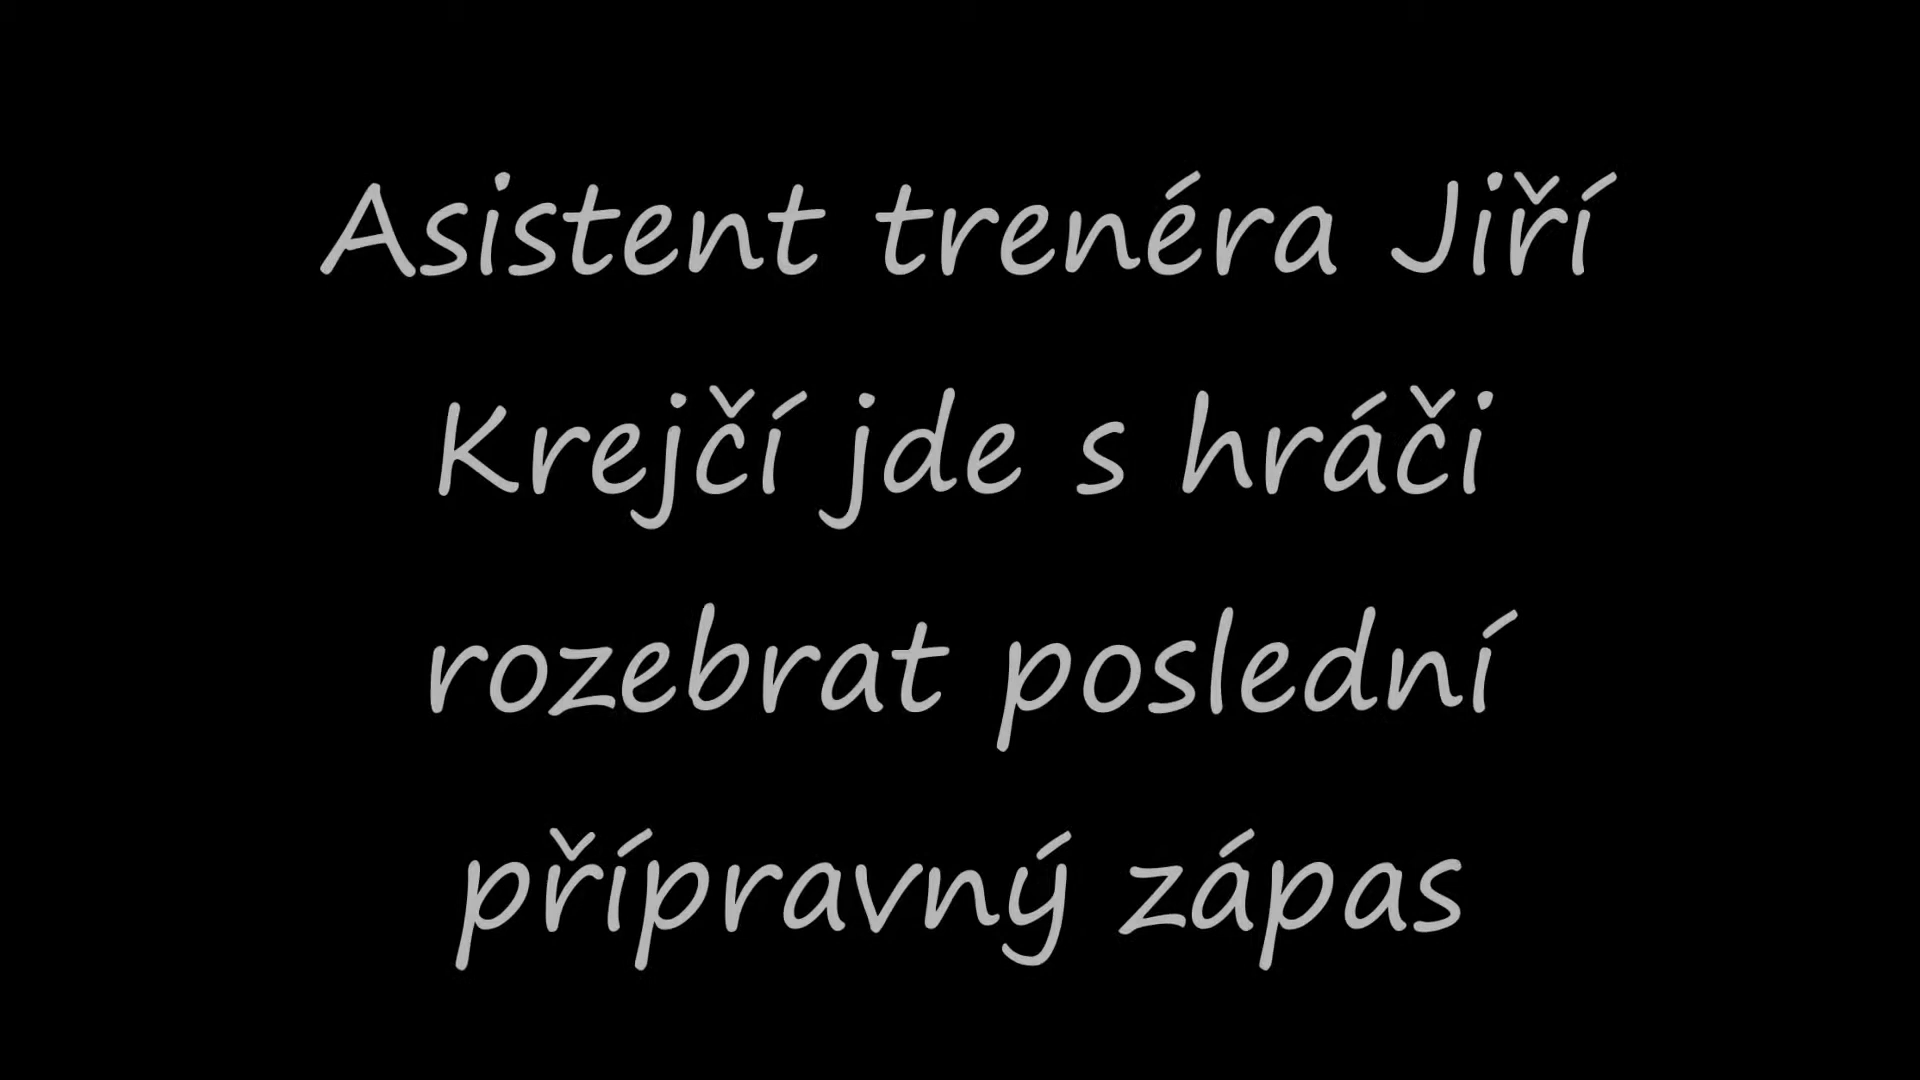 Asistent trenéra Jiří
Krejčí jde s hráči
rozebrat poslední
přípravný zápas